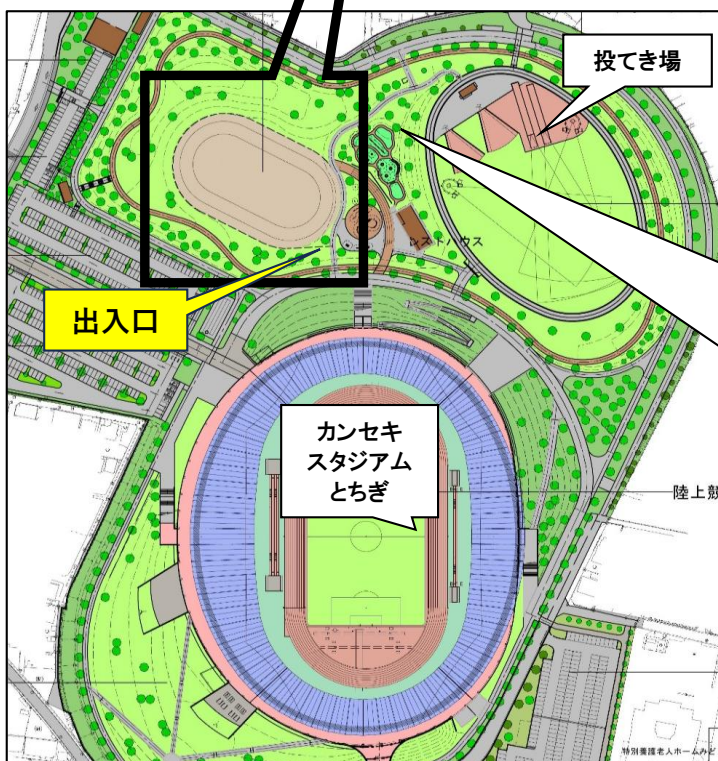 投てき場
レストハウス
出入口
カンセキ
スタジアム
とちぎ
陸上競
特別養護老人ホームみど